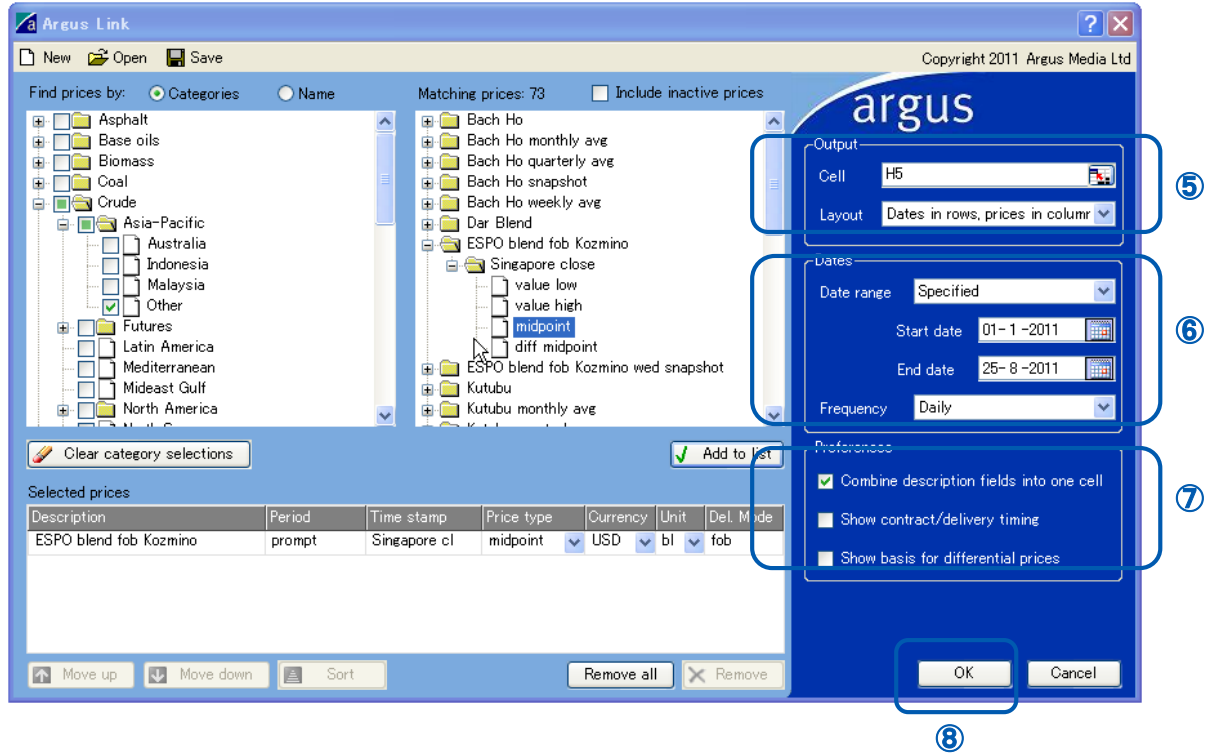 Argus Link
New Open Save Copyright 2011 Argus Media Ltd
Find prices by: Categories Name
Matching prices: 73 Include inactive prices
Asphalt
Base oils
Biomass
Coal
Crude
Asia-Pacific
Australia
Indonesia
Malaysia
Other
Futures
Latin America
Mediterranean
Mideast Gulf
North America
Bach Ho
Bach Ho monthly avg
Bach Ho quarterly avg
Bach Ho snapshot
Bach Ho weekly avg
Dar Blend
ESPO blend fob Kozmino
Singapore close
value low
value high
midpoint
diff midpoint
ESPO blend fob Kozmino wed snapshot
Kutubu
Kutubu monthly avg
Clear category selections
Add to list
Selected prices
Description Period Time stamp Price type Currency Unit Del. Mode
ESPO blend fob Kozmino prompt Singapore cl midpoint USD bl fob
Move up Move down Sort Remove all Remove
argus
Output
Cell H5
Layout Dates in rows, prices in columr
⑤
Dates
Date range Specified
Start date 01-1-2011
End date 25-8-2011
Frequency Daily
⑥
Preferences
Combine description fields into one cell
Show contract/delivery timing
Show basis for differential prices
⑦
OK Cancel
⑧